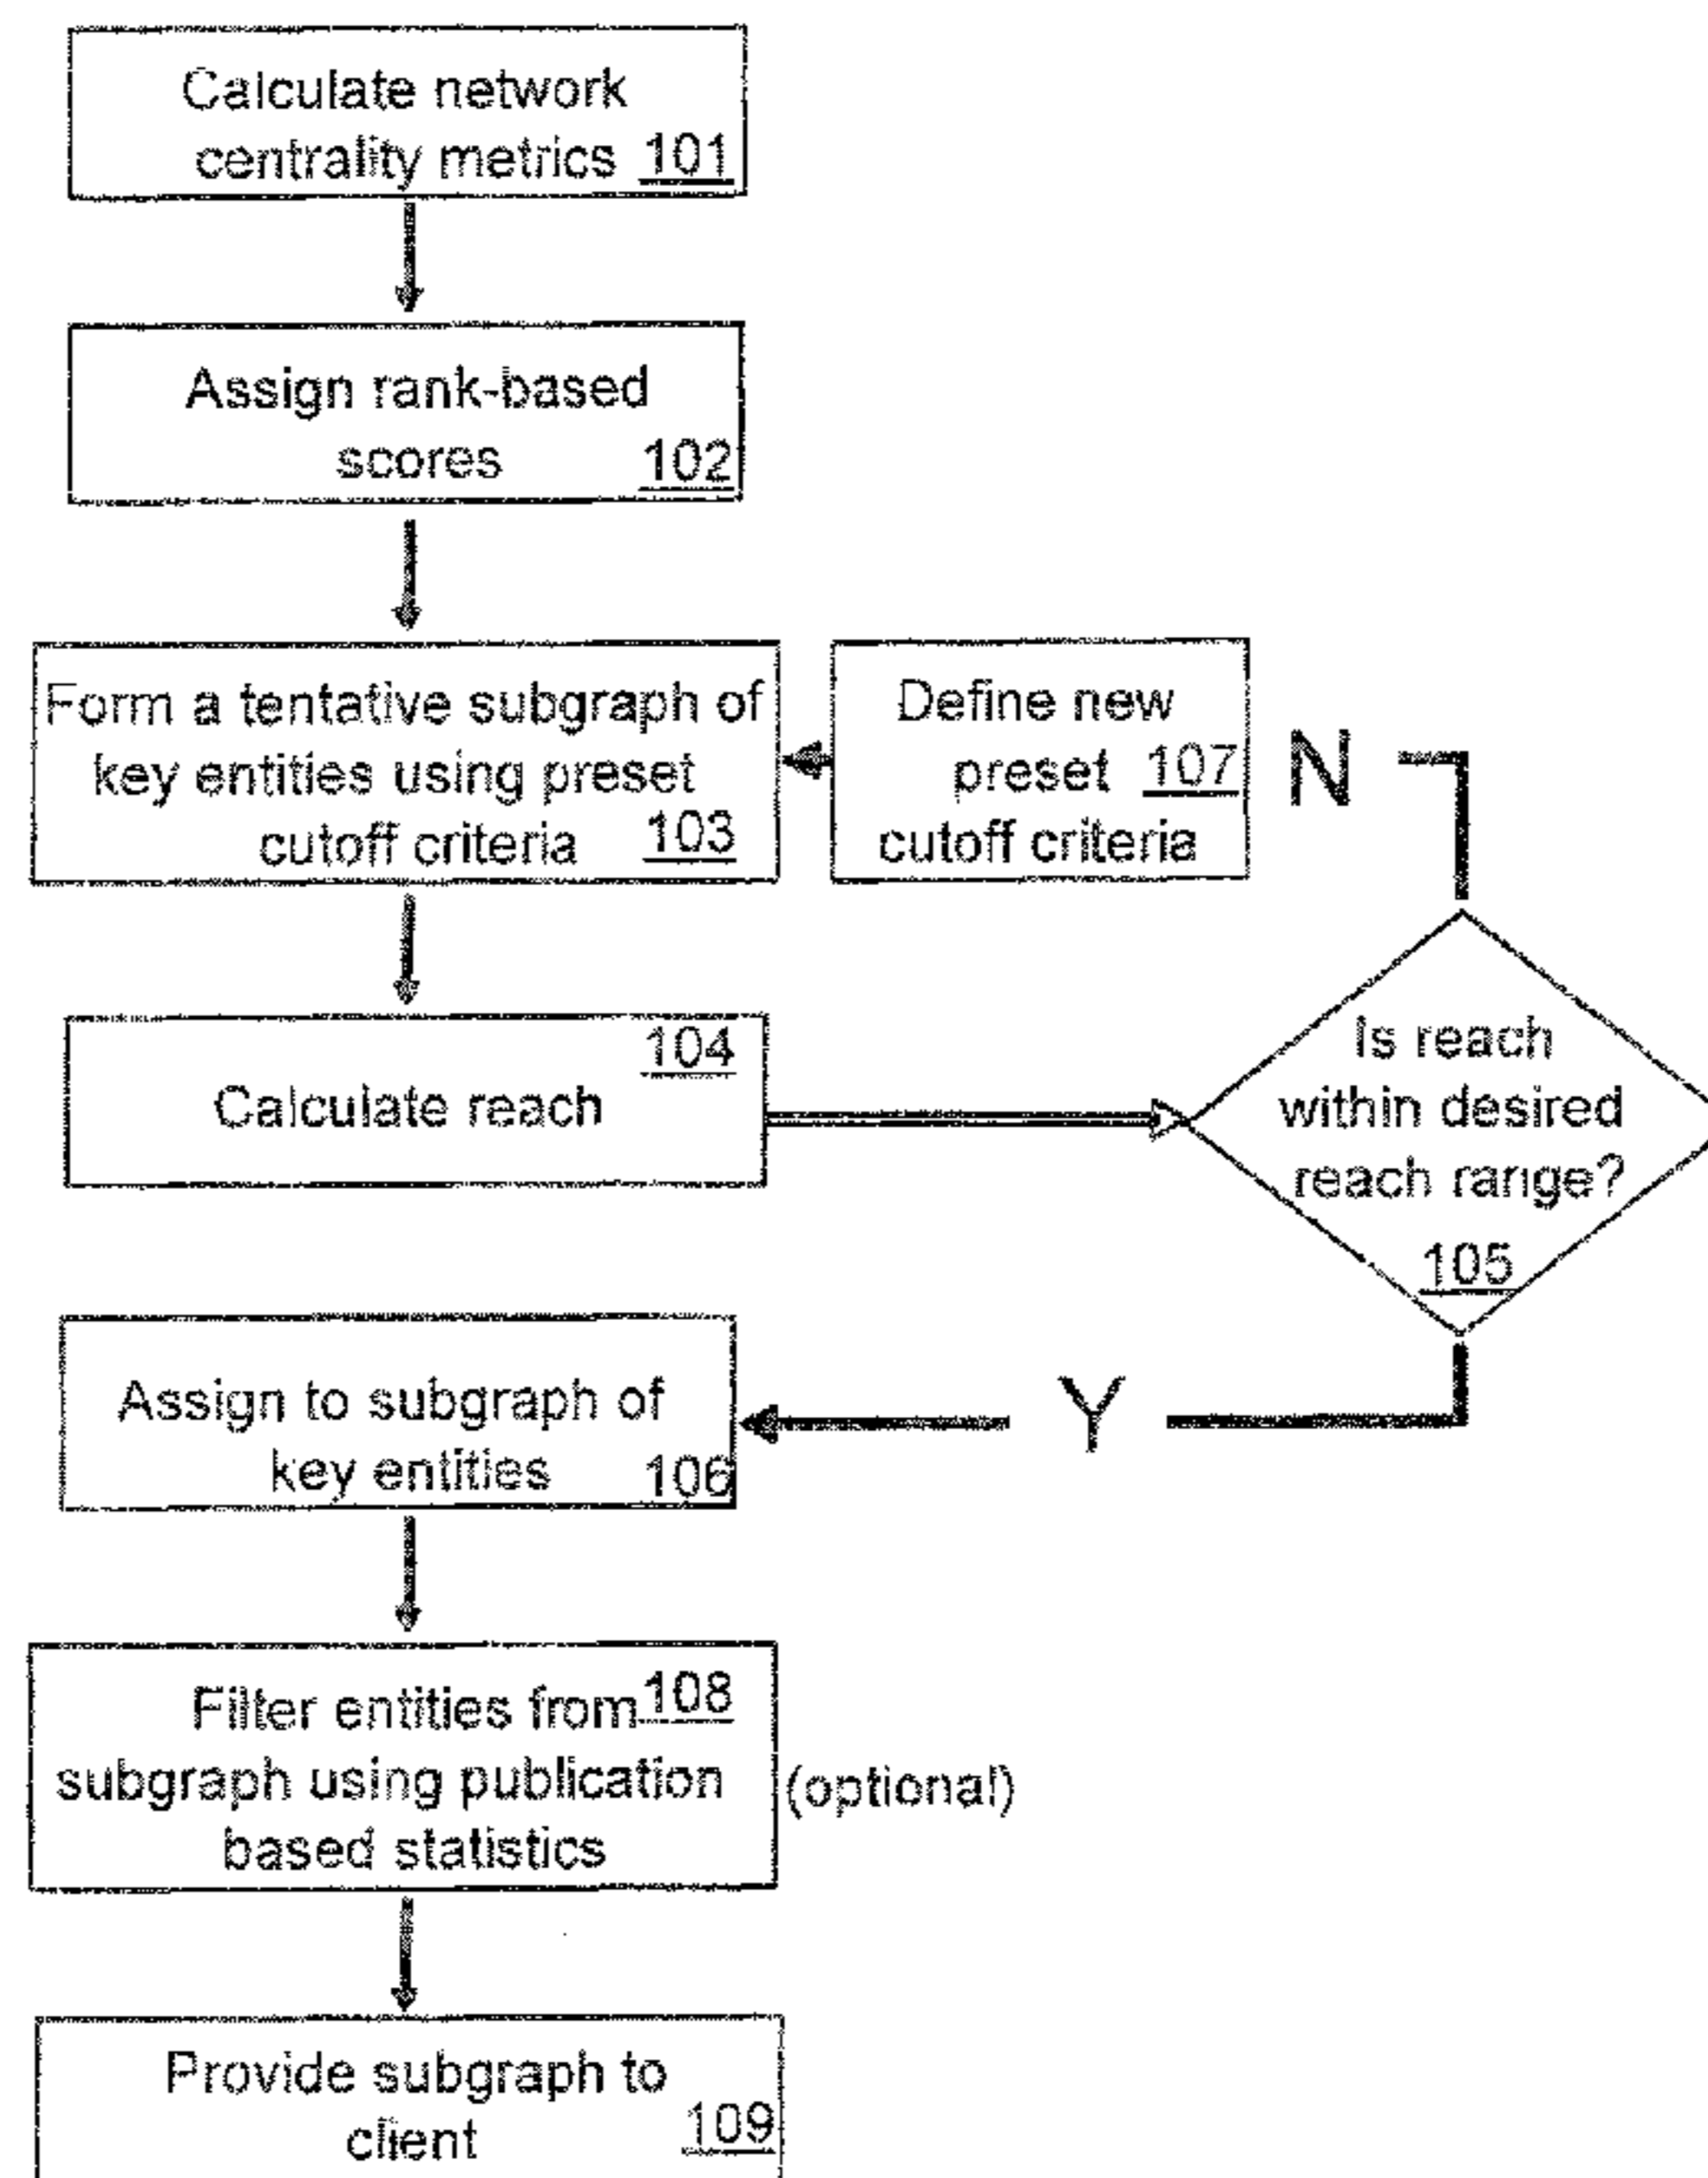 Calculate network
centrality metrics 101
Assign rank-based
scores 102
Form a tentative subgraph of
key entities using preset
cutoff criteria 103
Define new
preset 107
cutoff criteria
N
104
Calculate reach
Is reach
within desired
reach range?
105
Assign to subgraph of
key entities 106
Y
Filter entities from 108
subgraph using publication
based statistics
(optional)
Provide subgraph to
client 109